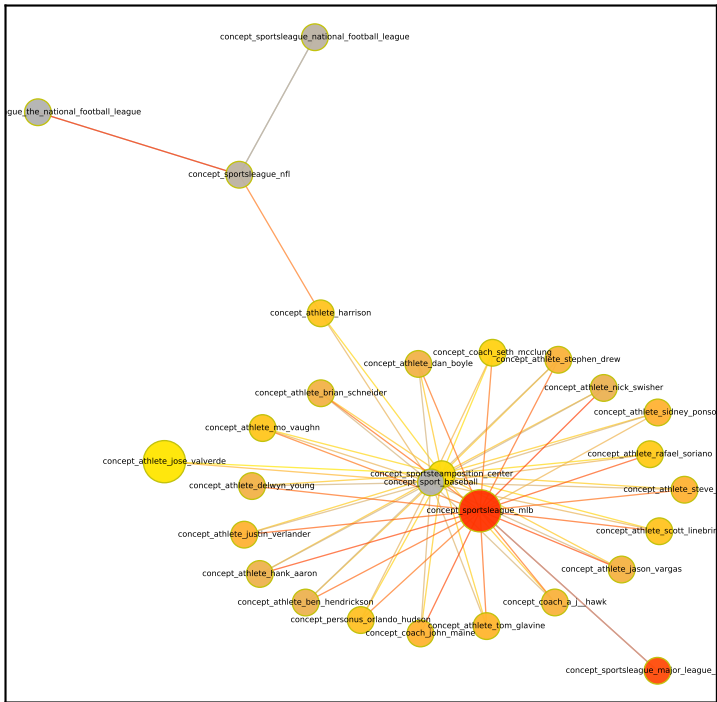 concept_sportsleague_national_football_league
gue_the_national_football_league
concept_sportsleague_nfl
concept_athlete_harrison
concept_coach_seth_mcclung
concept_athlete_dan_boyle
concept_athlete_stephen_drew
concept_athlete_nick_swisher
concept_athlete_brian_schneider
concept_athlete_sidney_ponso
concept_athlete_mo_vaughn
concept_athlete_rafael_soriano
concept_athlete_jose_valverde
concept_sportsteamposition_center
concept_sport_baseball
concept_athlete_delwyn_young
concept_athlete_steve_
concept_sportsleague_mlb
concept_athlete_justin_verlander
concept_athlete_scott_linebrin
concept_athlete_hank_aaron
concept_athlete_jason_vargas
concept_athlete_ben_hendrickson
concept_coach_a_j__hawk
concept_personus_orlando_hudson
concept_athlete_tom_glavine
concept_coach_john_maine
concept_sportsleague_major_league_